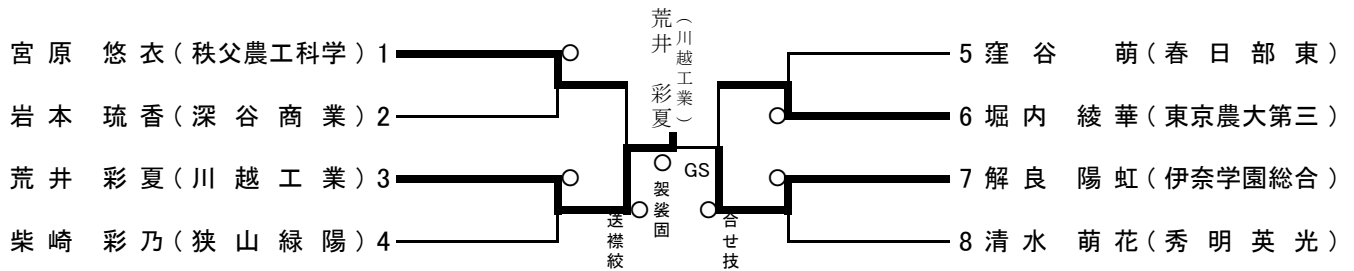 荒井 彩夏
(川越工業)
宮原 悠衣(秩父農工科学) 1
岩本 琉香(深谷商業) 2
荒井 彩夏(川越工業) 3
柴崎 彩乃(狭山緑陽) 4
送襟絞
袈裟固
GS
合せ技
5 窪谷 萌(春日部東)
6 堀内 綾華(東京農大第三)
7 解良 陽虹(伊奈学園総合)
8 清水 萌花(秀明英光)